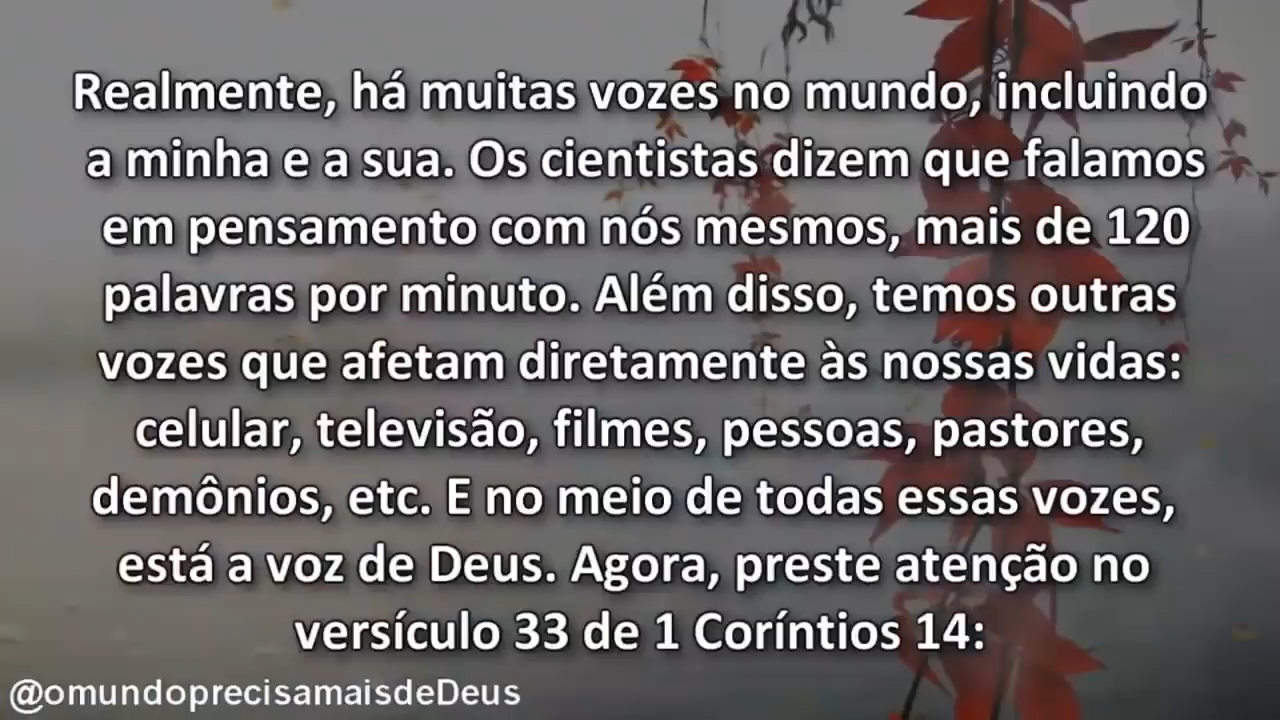 Realmente, há muitas vozes no mundo, incluindo
a minha e a sua. Os cientistas dizem que falamos
em pensamento com nós mesmos, mais de 120
palavras por minuto. Além disso, temos outras
vozes que afetam diretamente às nossas vidas:
celular, televisão, filmes, pessoas, pastores,
demônios, etc. E no meio de todas essas vozes,
está a voz de Deus. Agora, preste atenção no
versículo 33 de 1 Coríntios 14:
@omundoprecisamaisdeDeus